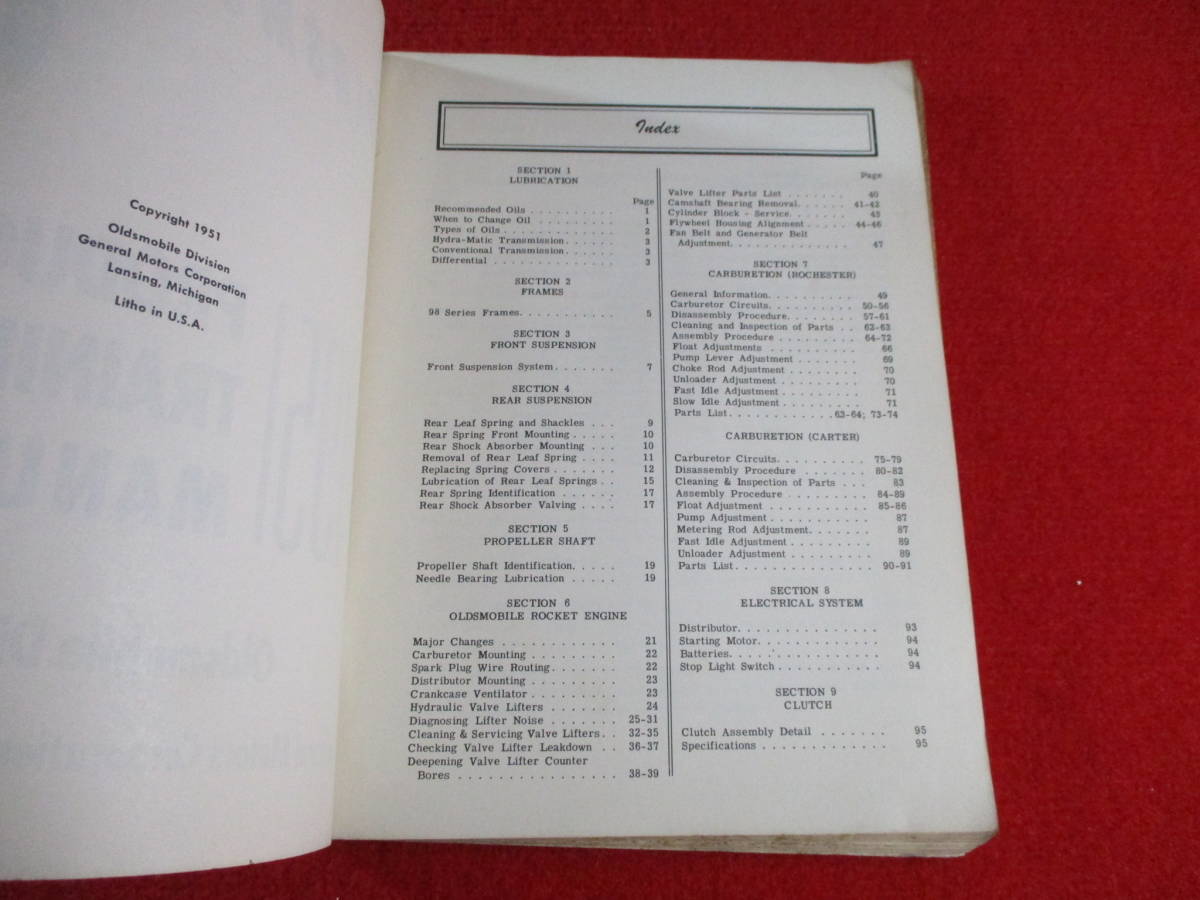 Copyright 1951
Oldsmobile Division
General Motors Corporation
Lansing, Michigan
Litho in U.S.A.
Index
SECTION 1
LUBRICATION
Page
Recommended Oils . . . . . . . . . . 1
When to Change Oil . . . . . . . . . . 1
Types of Oils . . . . . . . . . . . . . 2
Hydra-Matic Transmission. . . . . . 3
Conventional Transmission. . . . . . 3
Differential . . . . . . . . . . . . . . 3
SECTION 2
FRAMES
98 Series Frames. . . . . . . . . . . 5
SECTION 3
FRONT SUSPENSION
Front Suspension System. . . . . . . 7
SECTION 4
REAR SUSPENSION
Rear Leaf Spring and Shackles . . . 9
Rear Spring Front Mounting . . . . . 10
Rear Shock Absorber Mounting . . . 10
Removal of Rear Leaf Spring . . . . 11
Replacing Spring Covers . . . . . . . 12
Lubrication of Rear Leaf Springs . . 15
Rear Spring Identification . . . . . . 17
Rear Shock Absorber Valving . . . . 17
SECTION 5
PROPELLER SHAFT
Propeller Shaft Identification. . . . . 19
Needle Bearing Lubrication . . . . . 19
SECTION 6
OLDSMOBILE ROCKET ENGINE
Major Changes . . . . . . . . . . . . 21
Carburetor Mounting . . . . . . . . . 22
Spark Plug Wire Routing. . . . . . . 22
Distributor Mounting . . . . . . . . . 23
Crankcase Ventilator . . . . . . . . . 23
Hydraulic Valve Lifters . . . . . . . 24
Diagnosing Lifter Noise . . . . . . . 25-31
Cleaning & Servicing Valve Lifters. . 32-35
Checking Valve Lifter Leakdown . . 36-37
Deepening Valve Lifter Counter
Bores . . . . . . . . . . . . . . . . 38-39
Page
Valve Lifter Parts List . . . . . . . 40
Camshaft Bearing Removal. . . . . . 41-42
Cylinder Block - Service. . . . . . . 43
Flywheel Housing Alignment . . . . . 44-46
Fan Belt and Generator Belt
Adjustment. . . . . . . . . . . . . 47
SECTION 7
CARBURETION (ROCHESTER)
General Information. . . . . . . . . . 49
Carburetor Circuits. . . . . . . . . . 50-56
Disassembly Procedure. . . . . . . . 57-61
Cleaning and Inspection of Parts . . 62-63
Assembly Procedure . . . . . . . . . 64-72
Float Adjustments . . . . . . . . . . 66
Pump Lever Adjustment . . . . . . . 69
Choke Rod Adjustment . . . . . . . . 70
Unloader Adjustment . . . . . . . . . 70
Fast Idle Adjustment . . . . . . . . . 71
Slow Idle Adjustment . . . . . . . . . 71
Parts List. . . . . . . . . . . . 63-64; 73-74
CARBURETION (CARTER)
Carburetor Circuits. . . . . . . . . . 75-79
Disassembly Procedure . . . . . . . 80-82
Cleaning & Inspection of Parts . . . 83
Assembly Procedure . . . . . . . . . 84-89
Float Adjustment . . . . . . . . . . . 85-86
Pump Adjustment . . . . . . . . . . . 87
Metering Rod Adjustment. . . . . . . 87
Fast Idle Adjustment . . . . . . . . . 89
Unloader Adjustment . . . . . . . . . 89
Parts List. . . . . . . . . . . . . . 90-91
SECTION 8
ELECTRICAL SYSTEM
Distributor. . . . . . . . . . . . . . . 93
Starting Motor. . . . . . . . . . . . . 94
Batteries. . . . . . . . . . . . . . . . 94
Stop Light Switch . . . . . . . . . . . 94
SECTION 9
CLUTCH
Clutch Assembly Detail . . . . . . . 95
Specifications . . . . . . . . . . . . . 95